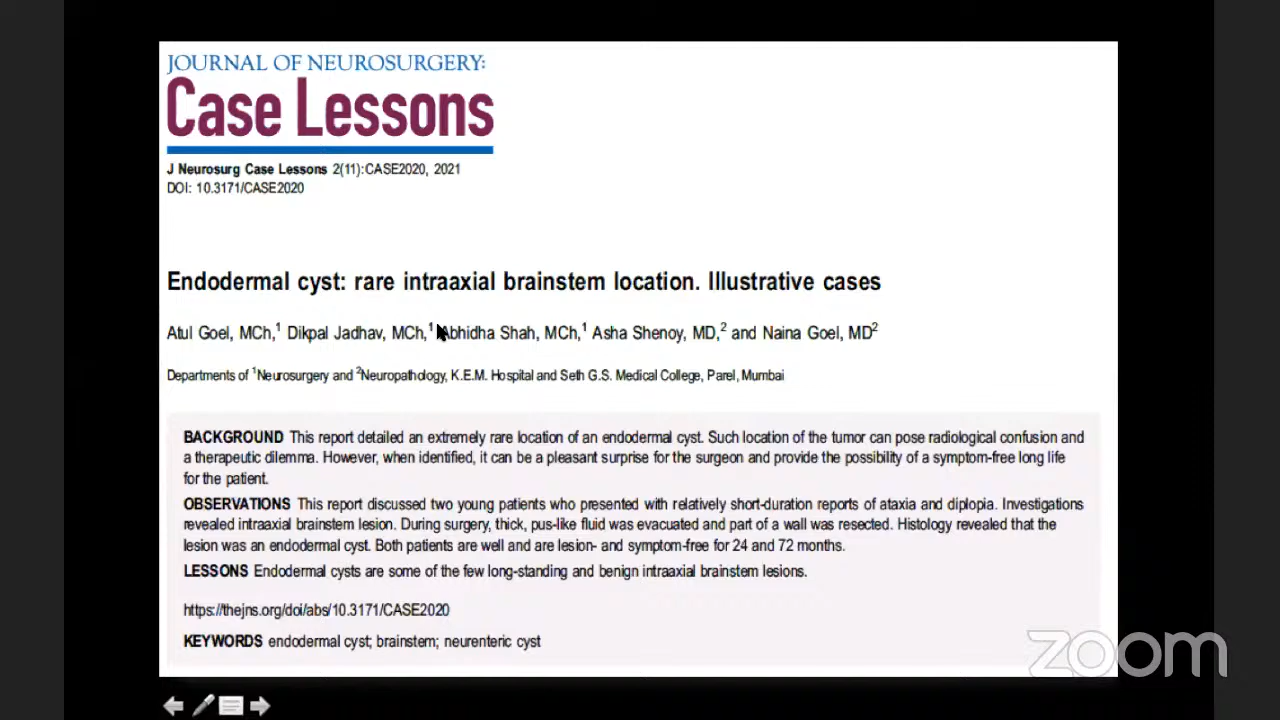 JOURNAL OF NEUROSURGERY:
Case Lessons
J Neurosurg Case Lessons 2(11):CASE2020, 2021
DOI: 10.3171/CASE2020
Endodermal cyst: rare intraaxial brainstem location. Illustrative cases
Atul Goel, MCh,1 Dikpal Jadhav, MCh,1 Abhidha Shah, MCh,1 Asha Shenoy, MD,2 and Naina Goel, MD2
Departments of 1Neurosurgery and 2Neuropathology, K.E.M. Hospital and Seth G.S. Medical College, Parel, Mumbai
BACKGROUND This report detailed an extremely rare location of an endodermal cyst. Such location of the tumor can pose radiological confusion and
a therapeutic dilemma. However, when identified, it can be a pleasant surprise for the surgeon and provide the possibility of a symptom-free long life
for the patient.
OBSERVATIONS This report discussed two young patients who presented with relatively short-duration reports of ataxia and diplopia. Investigations
revealed intraaxial brainstem lesion. During surgery, thick, pus-like fluid was evacuated and part of a wall was resected. Histology revealed that the
lesion was an endodermal cyst. Both patients are well and are lesion- and symptom-free for 24 and 72 months.
LESSONS Endodermal cysts are some of the few long-standing and benign intraaxial brainstem lesions.
https://thejns.org/doi/abs/10.3171/CASE2020
KEYWORDS endodermal cyst; brainstem; neurenteric cyst
zoom